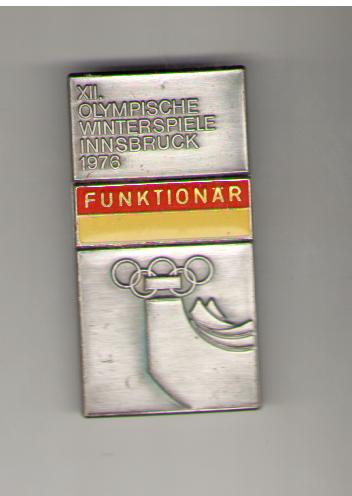 XII.
OLYMPISCHE
WINTERSPIELE
INNSBRUCK
1976
FUNKTIONÄR